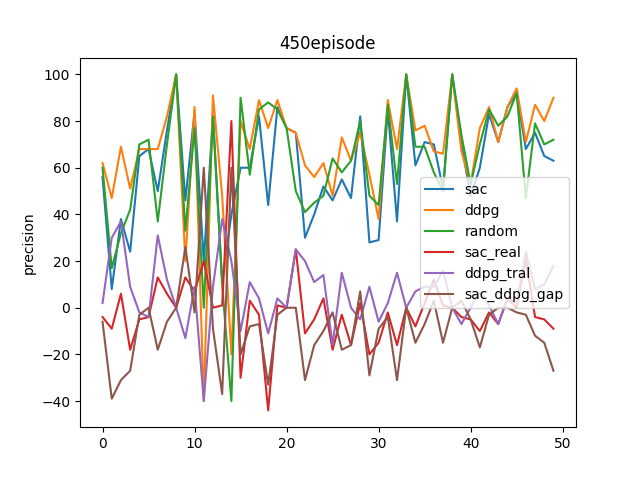 450episode
precision
100
80
60
40
20
0
−20
−40
0 10 20 30 40 50
sac
ddpg
random
sac_real
ddpg_tral
sac_ddpg_gap